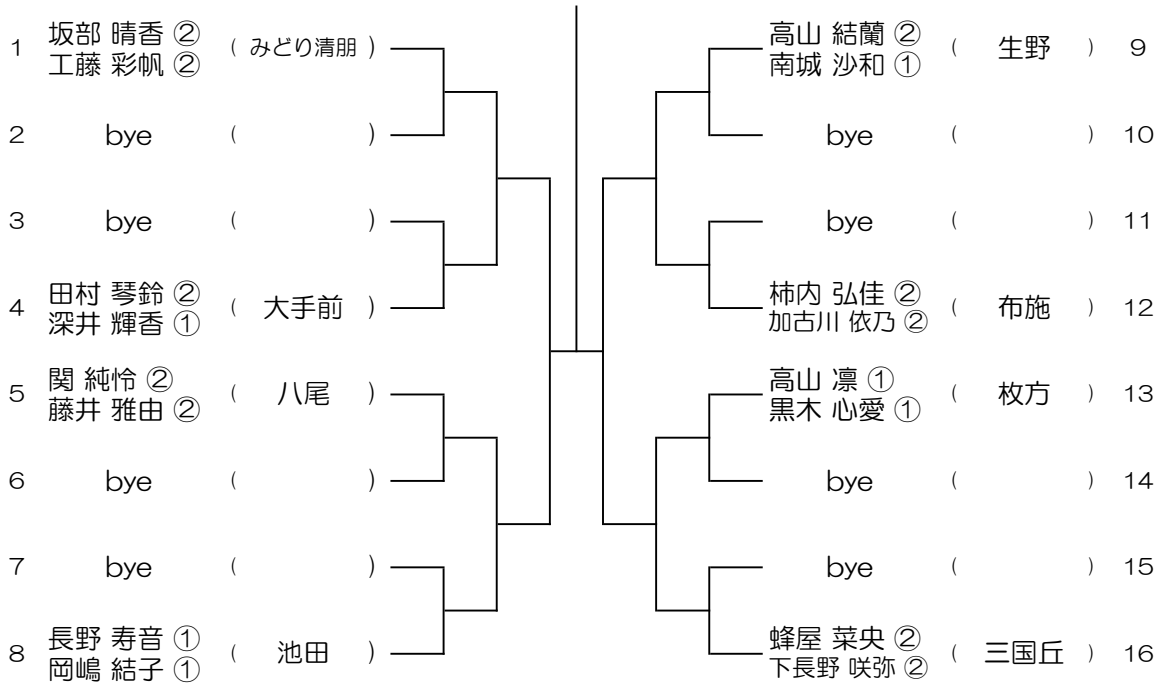 1 坂部 晴香 ② ( みどり清朋 )
工藤 彩帆 ②
2 bye ( )
3 bye ( )
4 田村 琴鈴 ② ( 大手前 )
深井 輝香 ①
5 関 純怜 ② ( 八尾 )
藤井 雅由 ②
6 bye ( )
7 bye ( )
8 長野 寿音 ① ( 池田 )
岡嶋 結子 ①
高山 結蘭 ② ( 生野 ) 9
南城 沙和 ①
bye ( ) 10
bye ( ) 11
柿内 弘佳 ② ( 布施 ) 12
加古川 依乃 ②
高山 凛 ① ( 枚方 ) 13
黒木 心愛 ①
bye ( ) 14
bye ( ) 15
蜂屋 菜央 ② ( 三国丘 ) 16
下長野 咲弥 ②